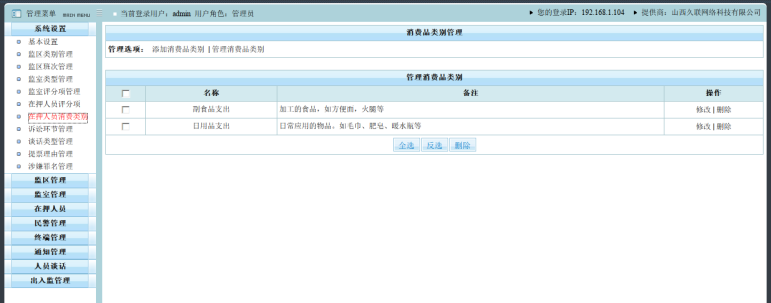 管理菜单 MAIN MENU
当前登录用户：admin 用户角色：管理员
您的登录IP：192.168.1.104
提供商：山西久联网络科技有限公司
系统设置
基本设置
监区类别管理
监区班次管理
监室类型管理
监室评分项管理
在押人员评分项
在押人员消费类别
诉讼环节管理
谈话类型管理
提票理由管理
涉嫌罪名管理
监区管理
监室管理
在押人员
民警管理
终端管理
通知管理
人员谈话
出入监管理
消费品类别管理
管理选项： 添加消费品类别 | 管理消费品类别
管理消费品类别
名称 备注 操作
副食品支出 加工的食品，如方便面，火腿等 修改 | 删除
日用品支出 日常应用的物品，如毛巾、肥皂、暖水瓶等 修改 | 删除
全选 反选 删除